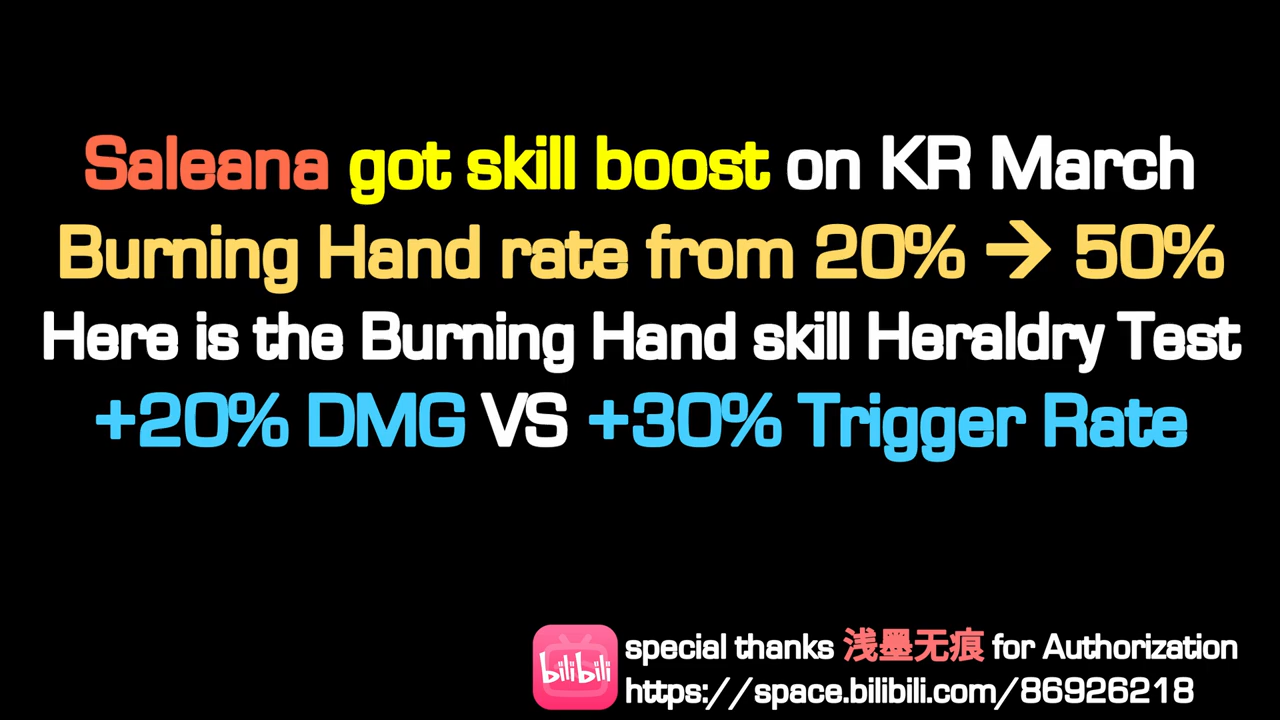 Saleana got skill boost on KR March
Burning Hand rate from 20% → 50%
Here is the Burning Hand skill Heraldry Test
+20% DMG VS +30% Trigger Rate
bilibili
special thanks 浅墨无痕 for Authorization
https://space.bilibili.com/86926218